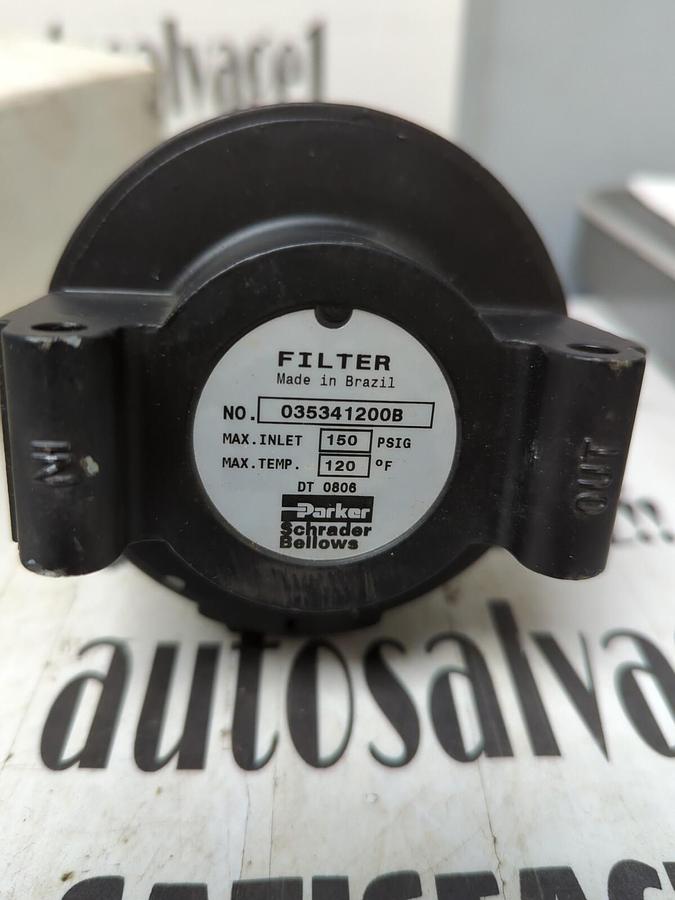 FILTER
Made in Brazil
NO. 035341200B
MAX. INLET 150 PSIG
MAX. TEMP. 120 °F
DT 0806
Parker
Schrader
Bellows
IN
OUT
autosalva